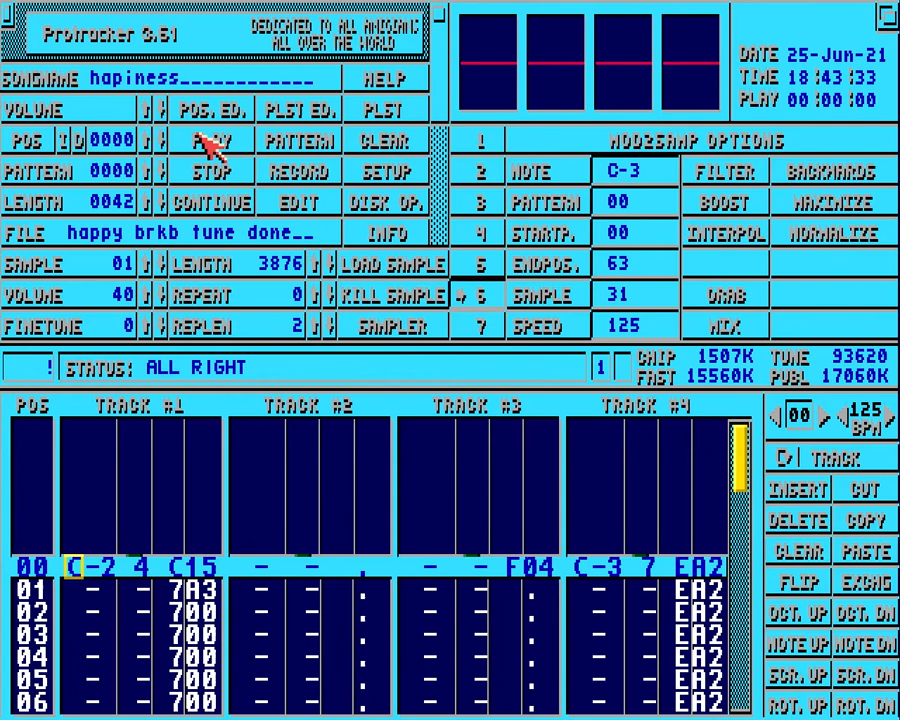 Protracker 3.61
DEDICATED TO ALL AMIGIANS
ALL OVER THE WORLD
DATE 25-Jun-21
TIME 18:43:33
PLAY 00:00:00
SONGNAME hapiness____________ HELP
VOLUME POS. ED. PLST ED. PLST
POS I D 0000 PLAY PATTERN CLEAR 1 MOD2SAMP OPTIONS
PATTERN 0000 STOP RECORD SETUP 2 NOTE C-3 FILTER BACKWARDS
LENGTH 0042 CONTINUE EDIT DISK OP. 3 PATTERN 00 BOOST MAXIMIZE
FILE happy brkb tune done__ INFO 4 STARTP. 00 INTERPOL NORMALIZE
SAMPLE 01 LENGTH 3876 LOAD SAMPLE 5 ENDPOS. 63
VOLUME 40 REPEAT 0 KILL SAMPLE 6 SAMPLE 31 GRAB
FINETUNE 0 REPLEN 2 SAMPLER 7 SPEED 125 MIX
! STATUS: ALL RIGHT 1 CHIP 1507K TUNE 93620
FAST 15560K PUBL 17060K
POS TRACK #1 TRACK #2 TRACK #3 TRACK #4 00 125
BPM
TRACK
INSERT CUT
DELETE COPY
CLEAR PASTE
00 C-2 4 C15 - - . - - F04 C-3 7 EA2
FLIP EXCHG
01 - - 7A3 - - . - - . - - EA2
02 - - 700 - - . - - . - - EA2 OCT. UP OCT. DN
03 - - 700 - - . - - . - - EA2 NOTE UP NOTE DN
04 - - 700 - - . - - . - - EA2
05 - - 700 - - . - - . - - EA2 SCR. UP SCR. DN
06 - - 700 - - . - - . - - EA2 ROT. UP ROT. DN